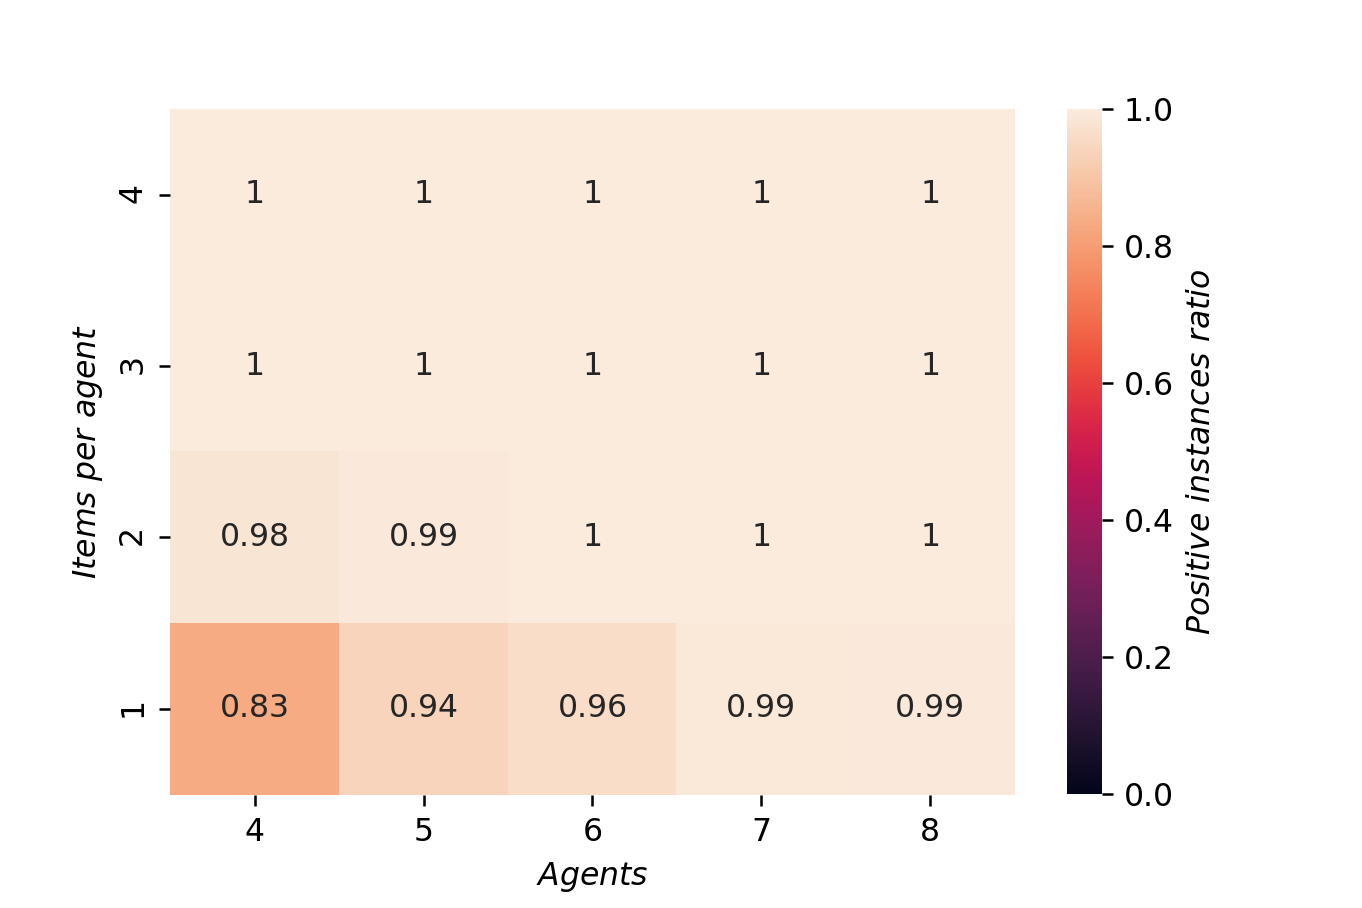 1.0
4 1 1 1 1 1
0.8
3 1 1 1 1 1
0.6
Items per agent
Positive instances ratio
2 0.98 0.99 1 1 1
0.4
0.2
1 0.83 0.94 0.96 0.99 0.99
0.0
4 5 6 7 8
Agents